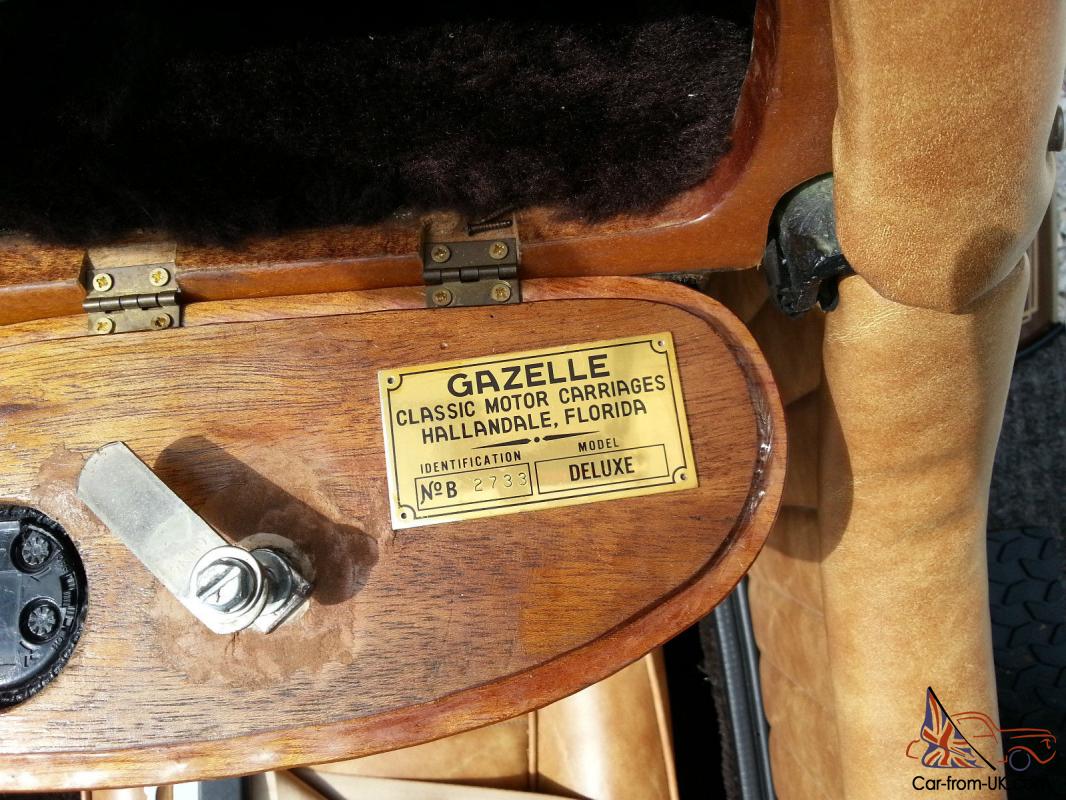 GAZELLE
CLASSIC MOTOR CARRIAGES
HALLANDALE, FLORIDA
IDENTIFICATION MODEL
NºB 2733 DELUXE
Car-from-UK.com